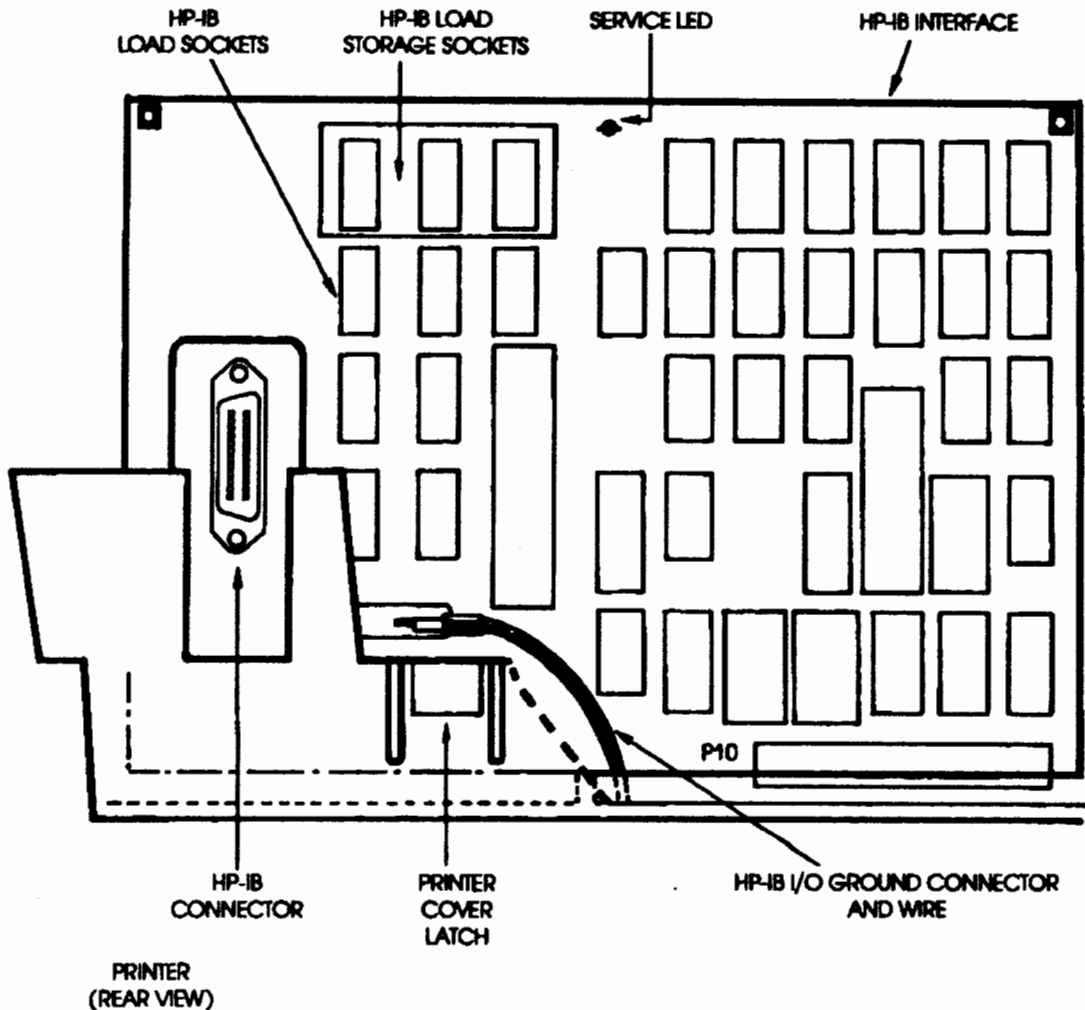 HP-IB
LOAD SOCKETS
HP-IB LOAD
STORAGE SOCKETS
SERVICE LED
HP-IB INTERFACE
P10
HP-IB
CONNECTOR
PRINTER
COVER
LATCH
HP-IB I/O GROUND CONNECTOR
AND WIRE
PRINTER
(REAR VIEW)